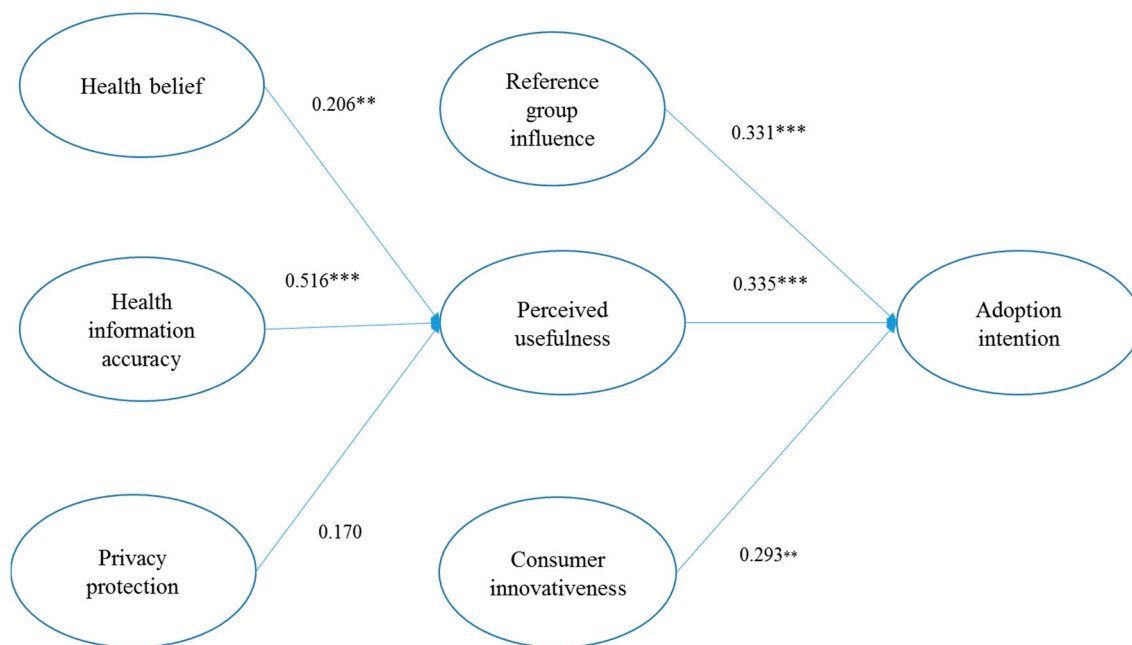 Health belief
0.206**
Reference
group
influence
0.331***
Health
information
accuracy
0.516***
Perceived
usefulness
0.335***
Adoption
intention
Privacy
protection
0.170
Consumer
innovativeness
0.293**